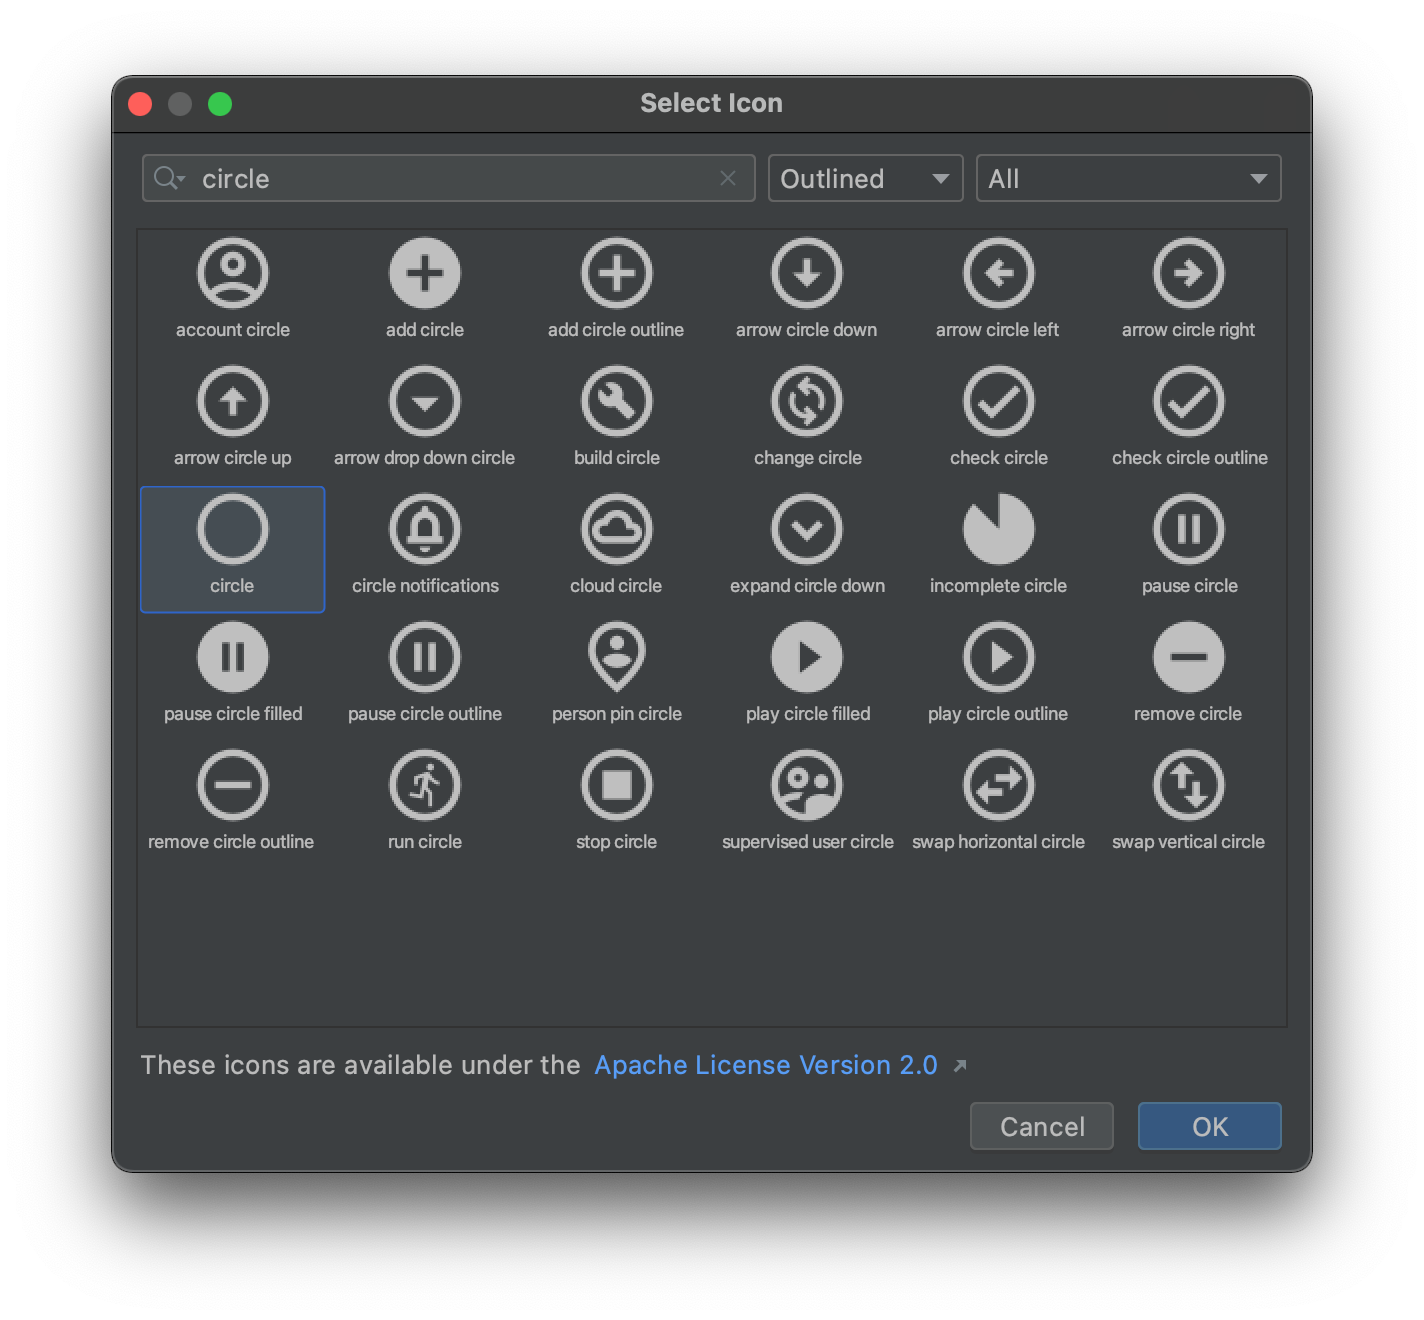 Select Icon
circle
Outlined
All
account circle
add circle
add circle outline
arrow circle down
arrow circle left
arrow circle right
arrow circle up
arrow drop down circle
build circle
change circle
check circle
check circle outline
circle
circle notifications
cloud circle
expand circle down
incomplete circle
pause circle
pause circle filled
pause circle outline
person pin circle
play circle filled
play circle outline
remove circle
remove circle outline
run circle
stop circle
supervised user circle
swap horizontal circle
swap vertical circle
These icons are available under the Apache License Version 2.0
Cancel
OK